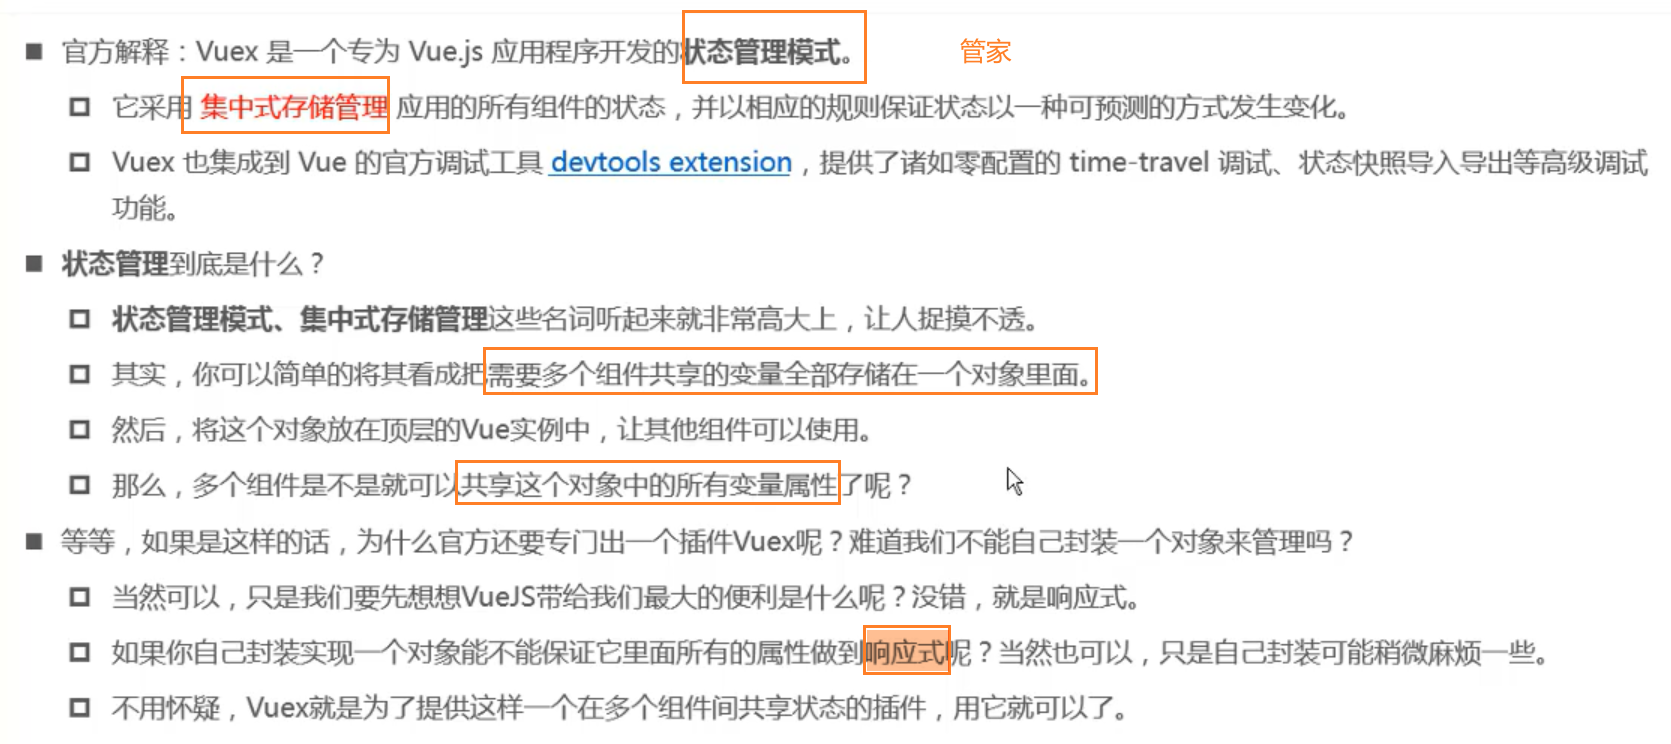 官方解释：Vuex 是一个专为 Vue.js 应用程序开发的状态管理模式。 管家
它采用 集中式存储管理 应用的所有组件的状态，并以相应的规则保证状态以一种可预测的方式发生变化。
Vuex 也集成到 Vue 的官方调试工具 devtools extension，提供了诸如零配置的 time-travel 调试、状态快照导入导出等高级调试
功能。
状态管理到底是什么？
状态管理模式、集中式存储管理这些名词听起来就非常高大上，让人捉摸不透。
其实，你可以简单的将其看成把需要多个组件共享的变量全部存储在一个对象里面。
然后，将这个对象放在顶层的Vue实例中，让其他组件可以使用。
那么，多个组件是不是就可以共享这个对象中的所有变量属性了呢？
等等，如果是这样的话，为什么官方还要专门出一个插件Vuex呢？难道我们不能自己封装一个对象来管理吗？
当然可以，只是我们要先想想VueJS带给我们最大的便利是什么呢？没错，就是响应式。
如果你自己封装实现一个对象能不能保证它里面所有的属性做到响应式呢？当然也可以，只是自己封装可能稍微麻烦一些。
不用怀疑，Vuex就是为了提供这样一个在多个组件间共享状态的插件，用它就可以了。